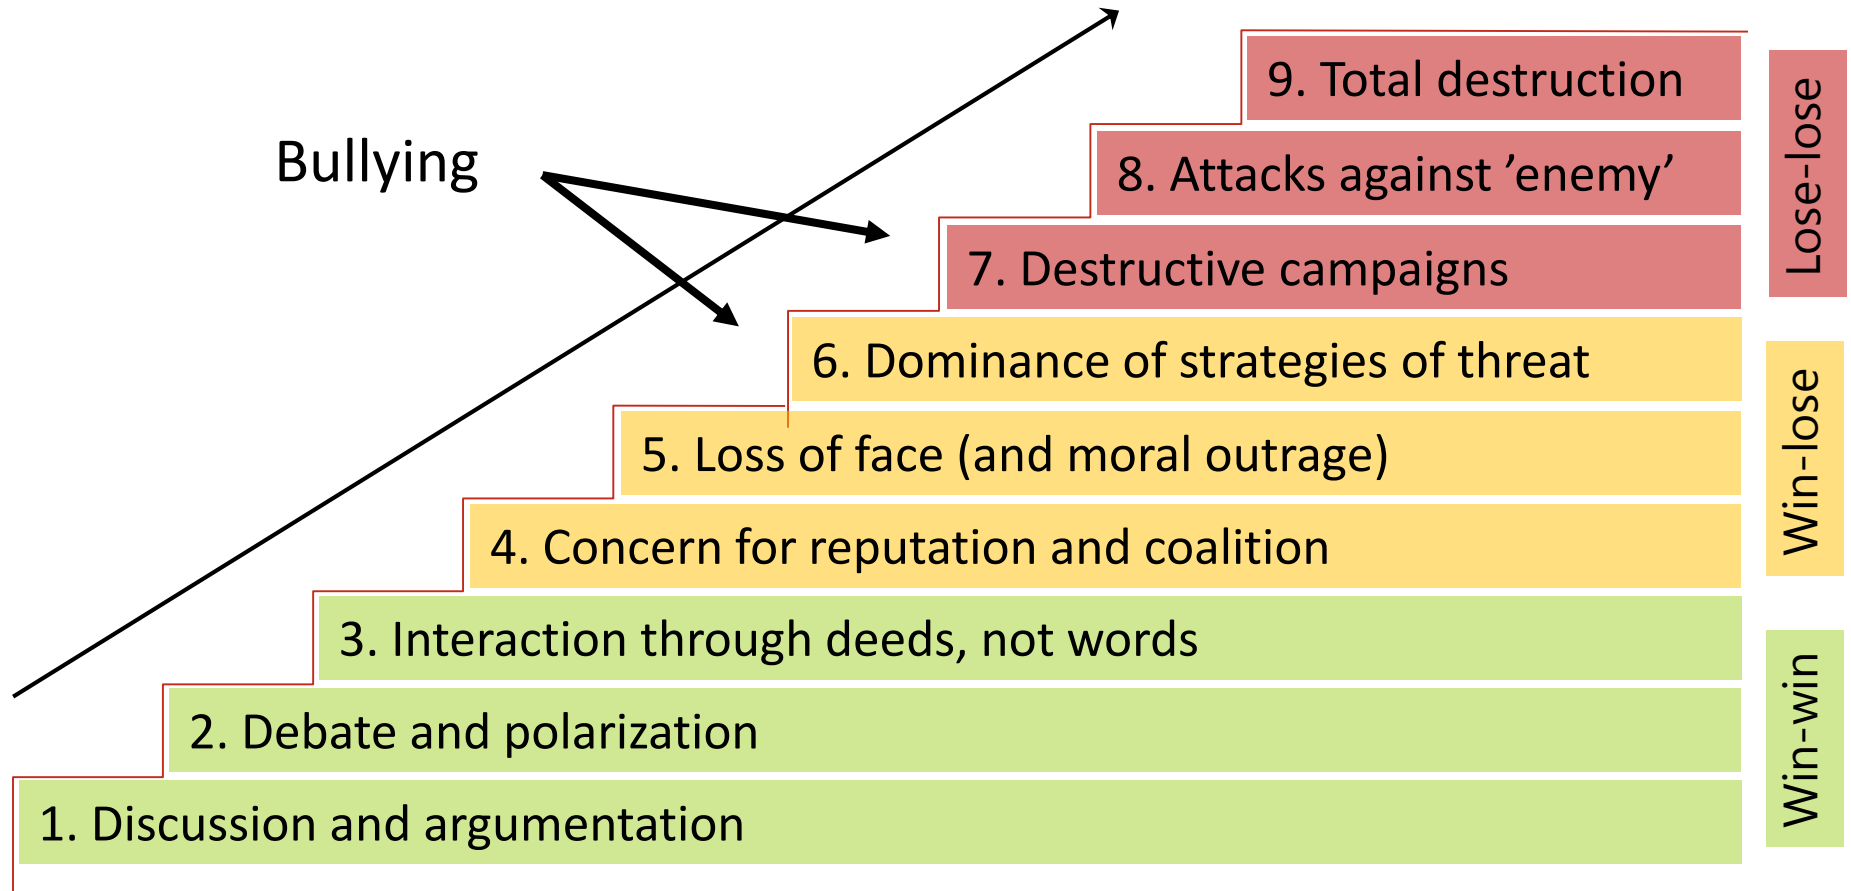 9. Total destruction
8. Attacks against ’enemy’
7. Destructive campaigns
6. Dominance of strategies of threat
5. Loss of face (and moral outrage)
4. Concern for reputation and coalition
3. Interaction through deeds, not words
2. Debate and polarization
1. Discussion and argumentation
Bullying
Lose-lose
Win-lose
Win-win